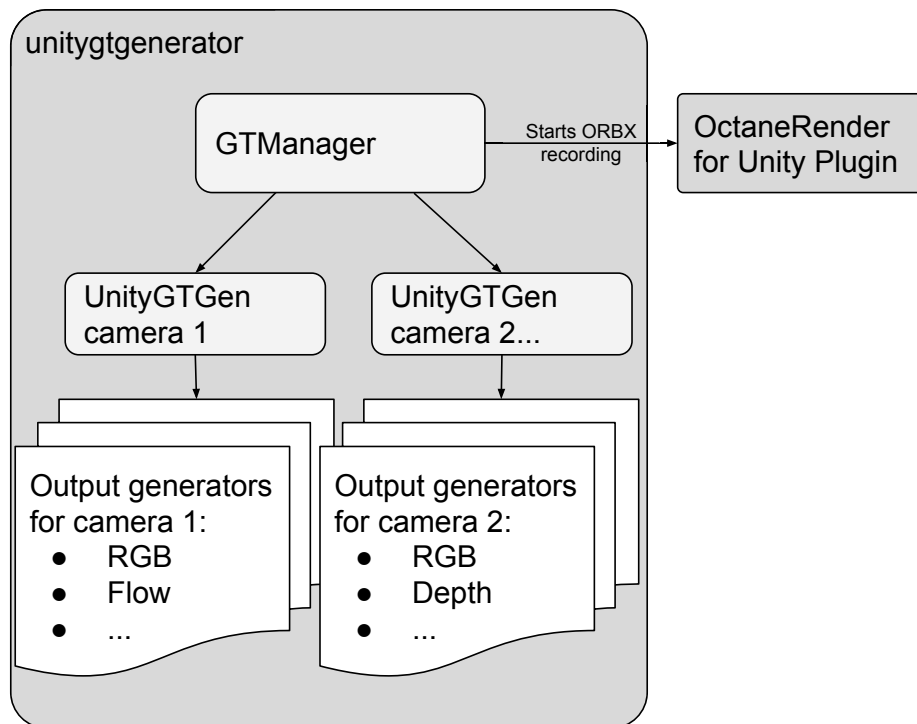 unitygtgenerator
GTManager
Starts ORBX
recording
OctaneRender
for Unity Plugin
UnityGTGen
camera 1
UnityGTGen
camera 2...
Output generators
for camera 1:
● RGB
● Flow
● ...
Output generators
for camera 2:
● RGB
● Depth
● ...